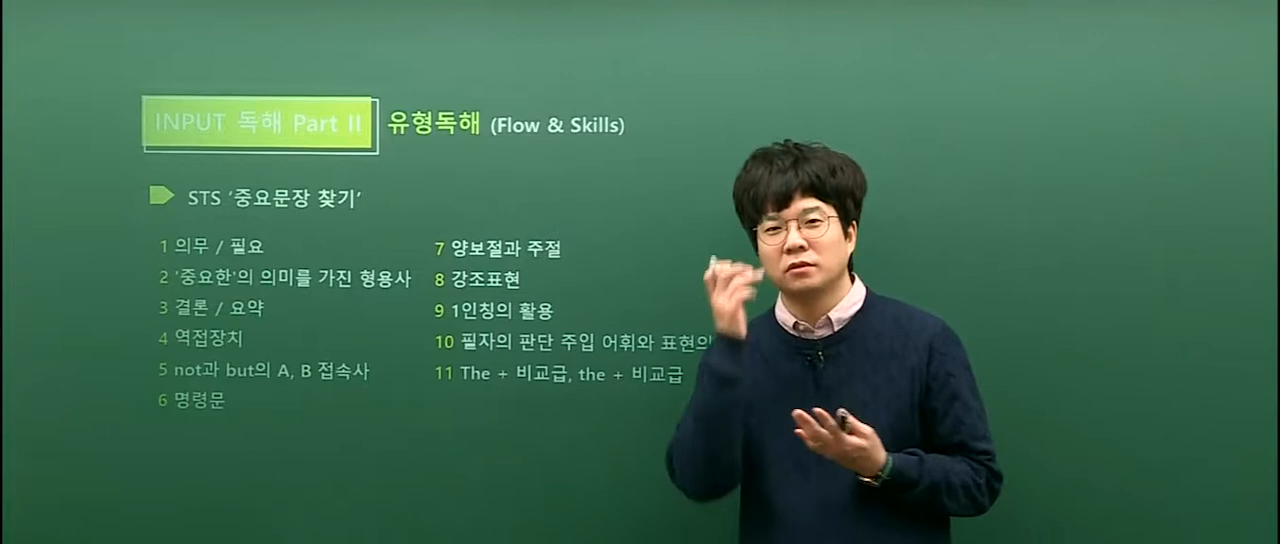 INPUT 독해 Part II 유형독해 (Flow & Skills)
STS ‘중요문장 찾기’
1 의무 / 필요
2 '중요한'의 의미를 가진 형용사
3 결론 / 요약
4 역접장치
5 not과 but의 A, B 접속사
6 명령문
7 양보절과 주절
8 강조표현
9 1인칭의 활용
10 필자의 판단 주입 어휘와 표현의
11 The + 비교급, the + 비교급